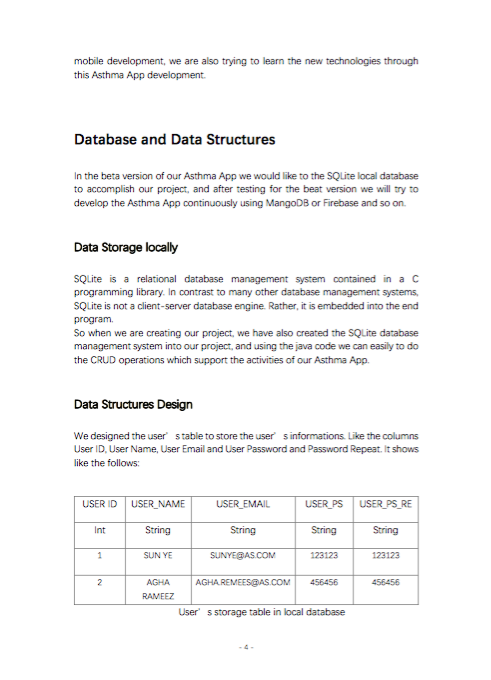 mobile development, we are also trying to learn the new technologies through
this Asthma App development.
Database and Data Structures
In the beta version of our Asthma App we would like to the SQLite local database
to accomplish our project, and after testing for the beat version we will try to
develop the Asthma App continuously using MangoDB or Firebase and so on.
Data Storage locally
SQLite is a relational database management system contained in a C
programming library. In contrast to many other database management systems,
SQLite is not a client-server database engine. Rather, it is embedded into the end
program.
So when we are creating our project, we have also created the SQLite database
management system into our project, and using the java code we can easily to do
the CRUD operations which support the activities of our Asthma App.
Data Structures Design
We designed the user’s table to store the user’s informations. Like the columns
User ID, User Name, User Email and User Password and Password Repeat. It shows
like the follows:
USER ID USER_NAME USER_EMAIL USER_PS USER_PS_RE
Int String String String String
1 SUN YE SUNYE@AS.COM 123123 123123
2 AGHA AGHA.REMEES@AS.COM 456456 456456
RAMEEZ
User’s storage table in local database
- 4 -